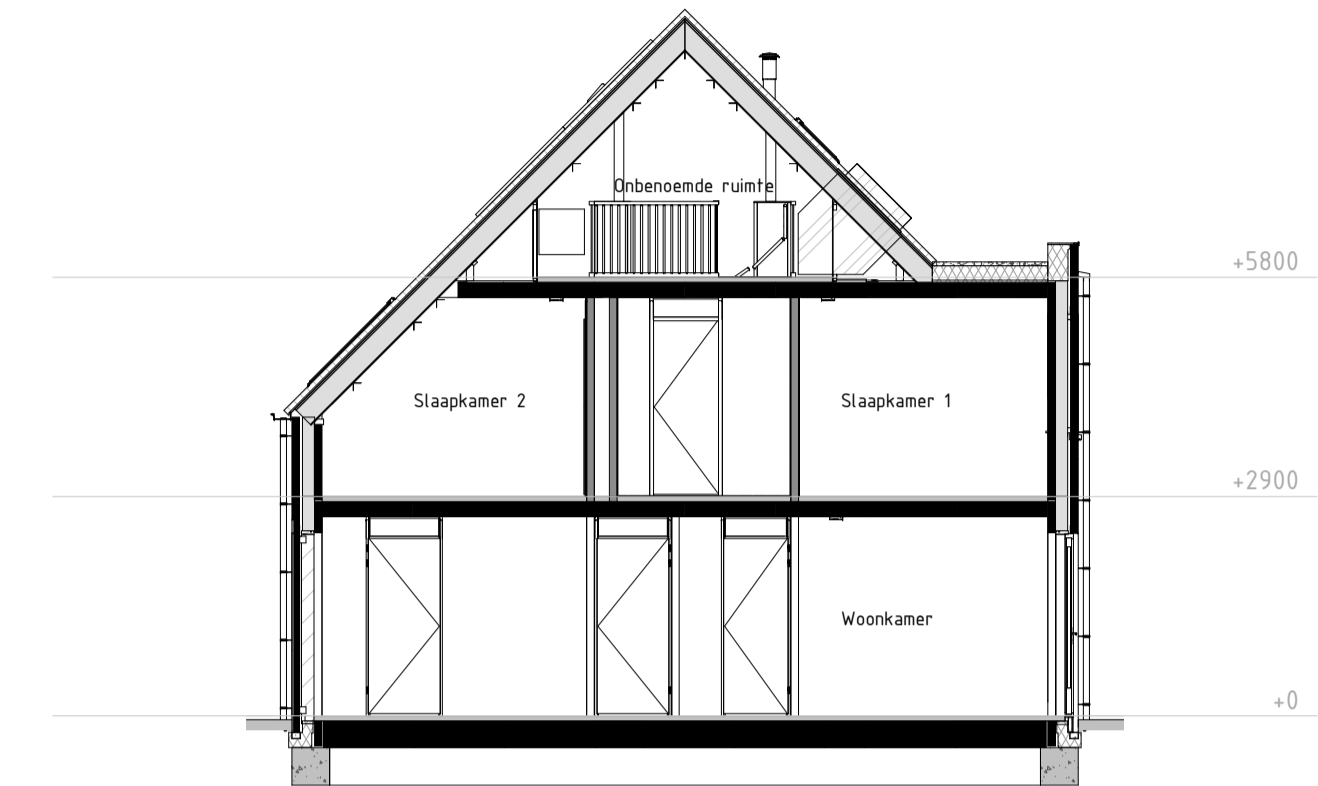 Onbenoemde ruimte
+5800
Slaapkamer 2
Slaapkamer 1
+2900
Woonkamer
+0